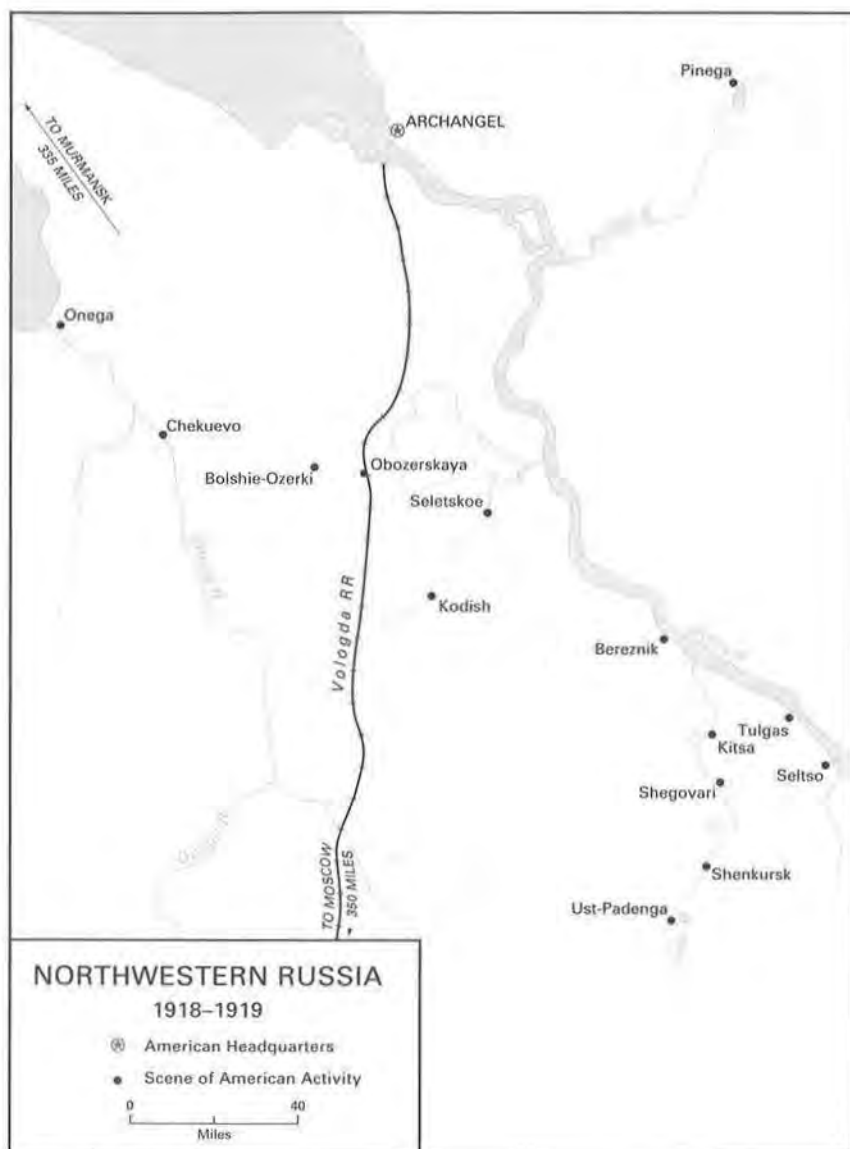 Pinega
ARCHANGEL
TO MURMANSK
335 MILES
Onega
Chekuevo
Bolshie-Ozerki
Obozerskaya
Seletskoe
Kodish
Vologda RR
Bereznik
Tulgas
Kitsa
Seltso
Shegovari
Shenkursk
Ust-Padenga
TO MOSCOW
350 MILES
NORTHWESTERN RUSSIA
1918–1919
American Headquarters
Scene of American Activity
0 40
Miles